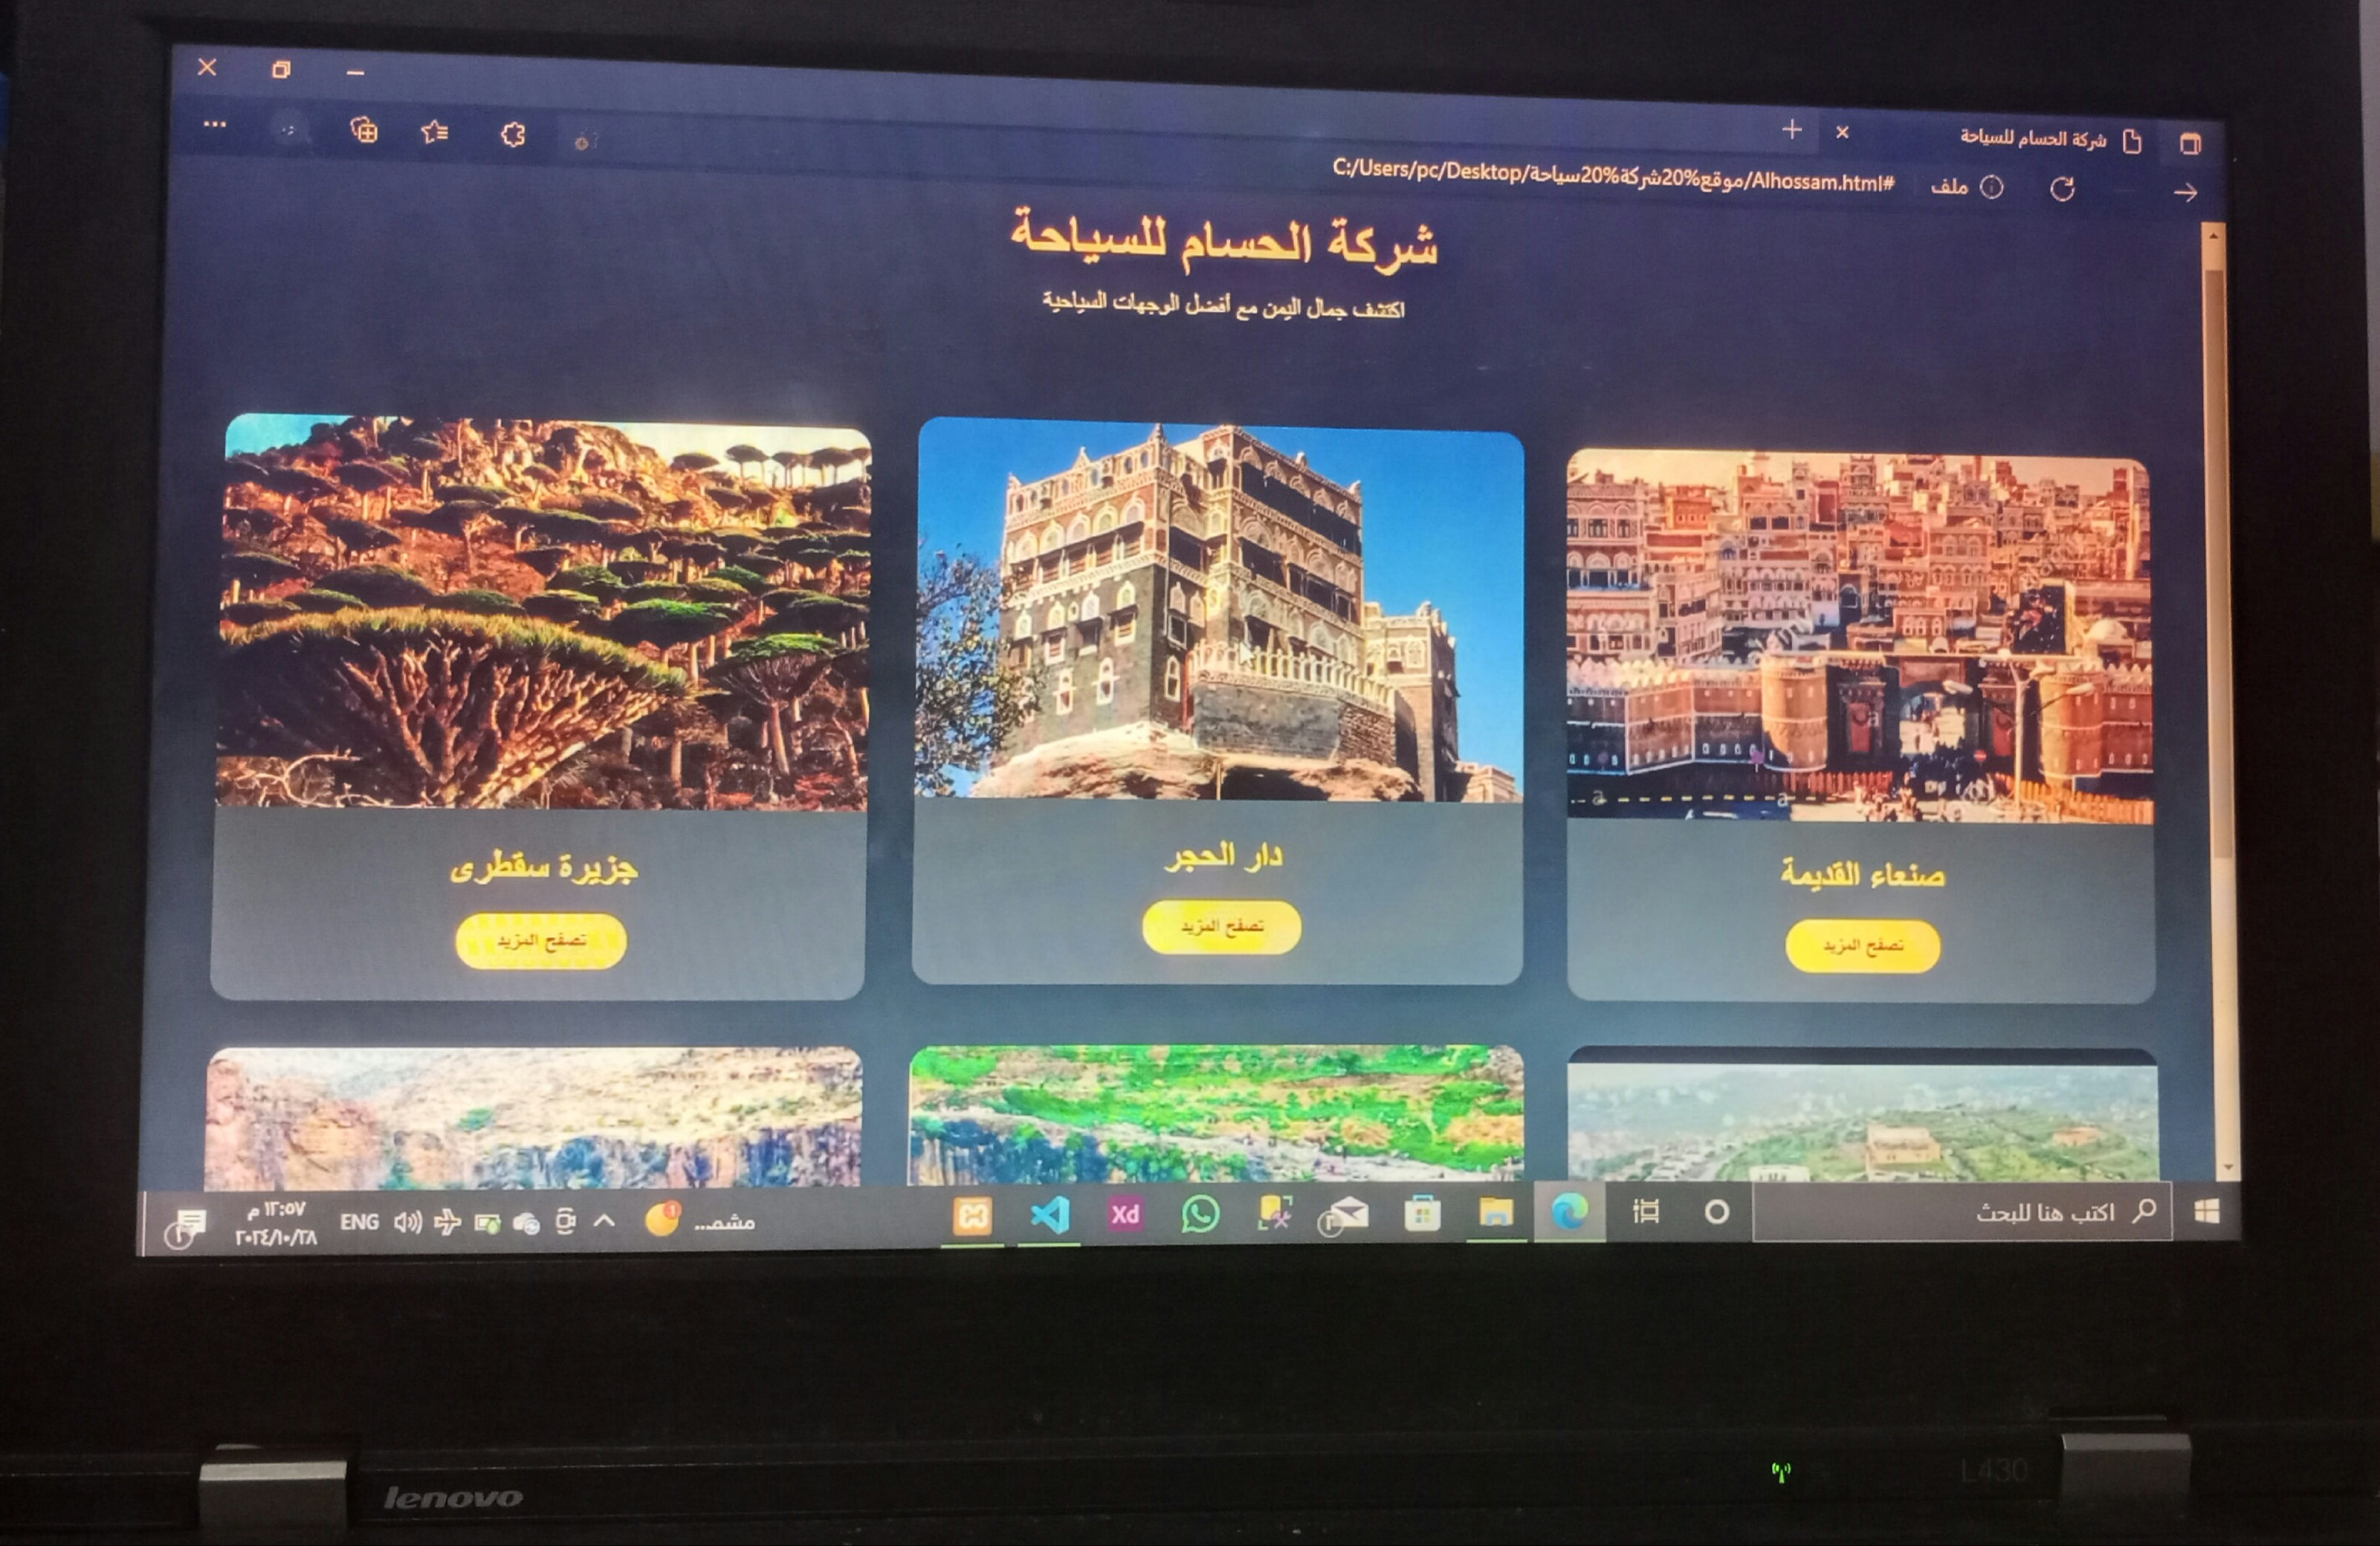 شركة الحسام للسياحة
ملف
C:/Users/pc/Desktop/موقع%20شركة%20سياحة/Alhossam.html#
شركة الحسام للسياحة
اكتشف جمال اليمن مع أفضل الوجهات السياحية
صنعاء القديمة
دار الحجر
جزيرة سقطرى
تصفح المزيد
تصفح المزيد
تصفح المزيد
اكتب هنا للبحث
Xd
مشمـ...
ENG
١٢:٥٧ م
٢٠٢٤/١٠/٢٨
lenovo
L430